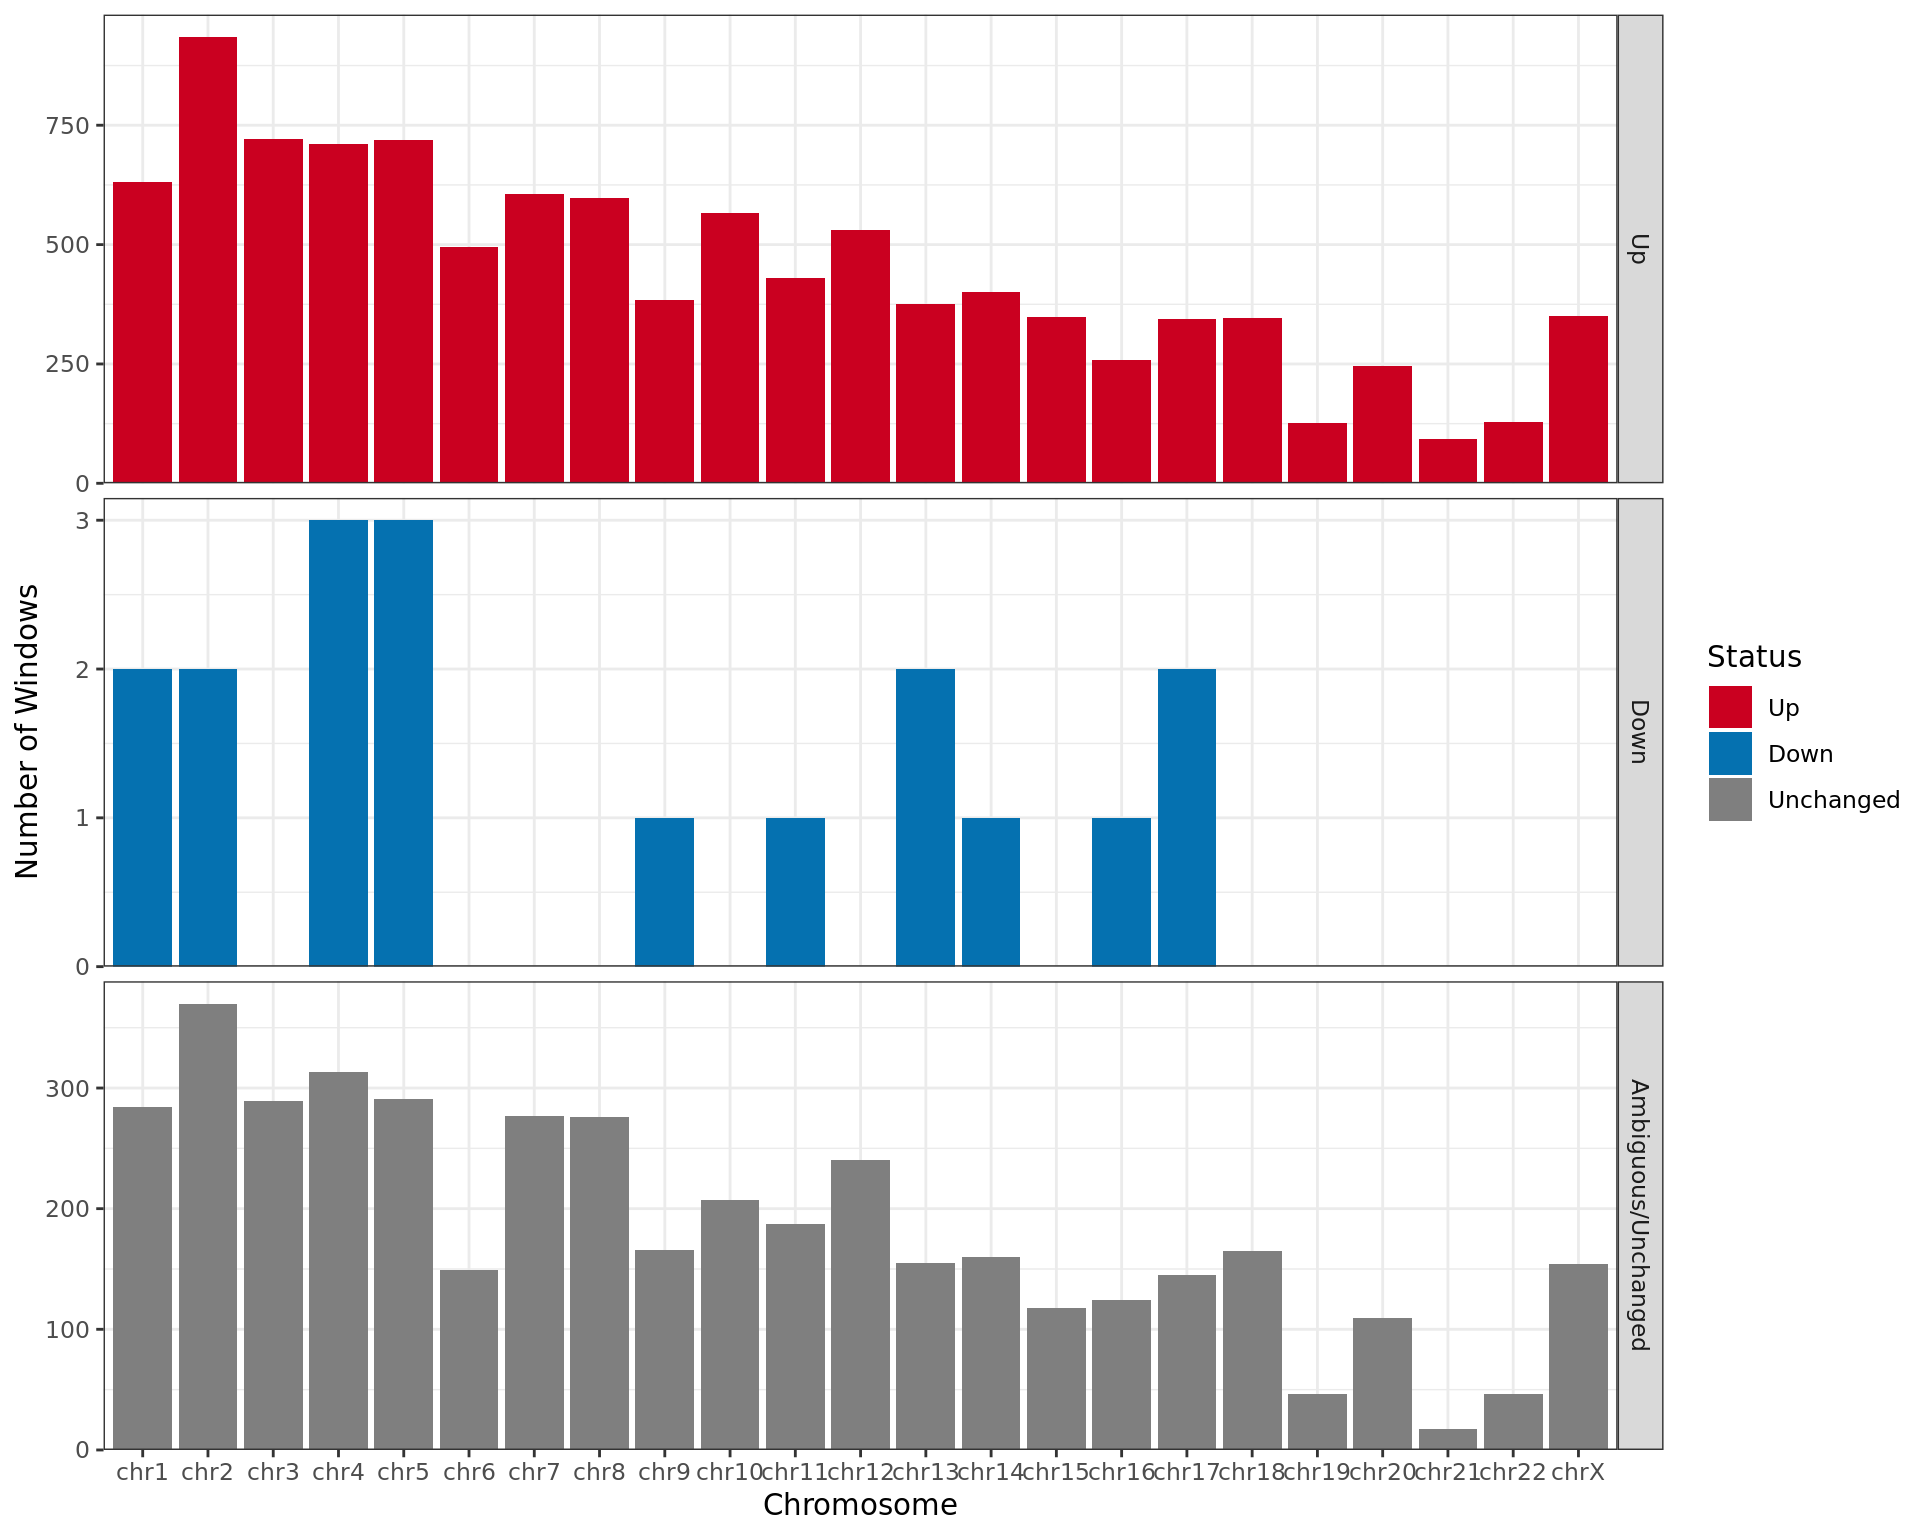 750
500
250
0
Up
3
2
1
0
Down
300
200
100
0
Ambiguous/Unchanged
Number of Windows
chr1 chr2 chr3 chr4 chr5 chr6 chr7 chr8 chr9 chr10 chr11 chr12 chr13 chr14 chr15 chr16 chr17 chr18 chr19 chr20 chr21 chr22 chrX
Chromosome
Status
Up
Down
Unchanged